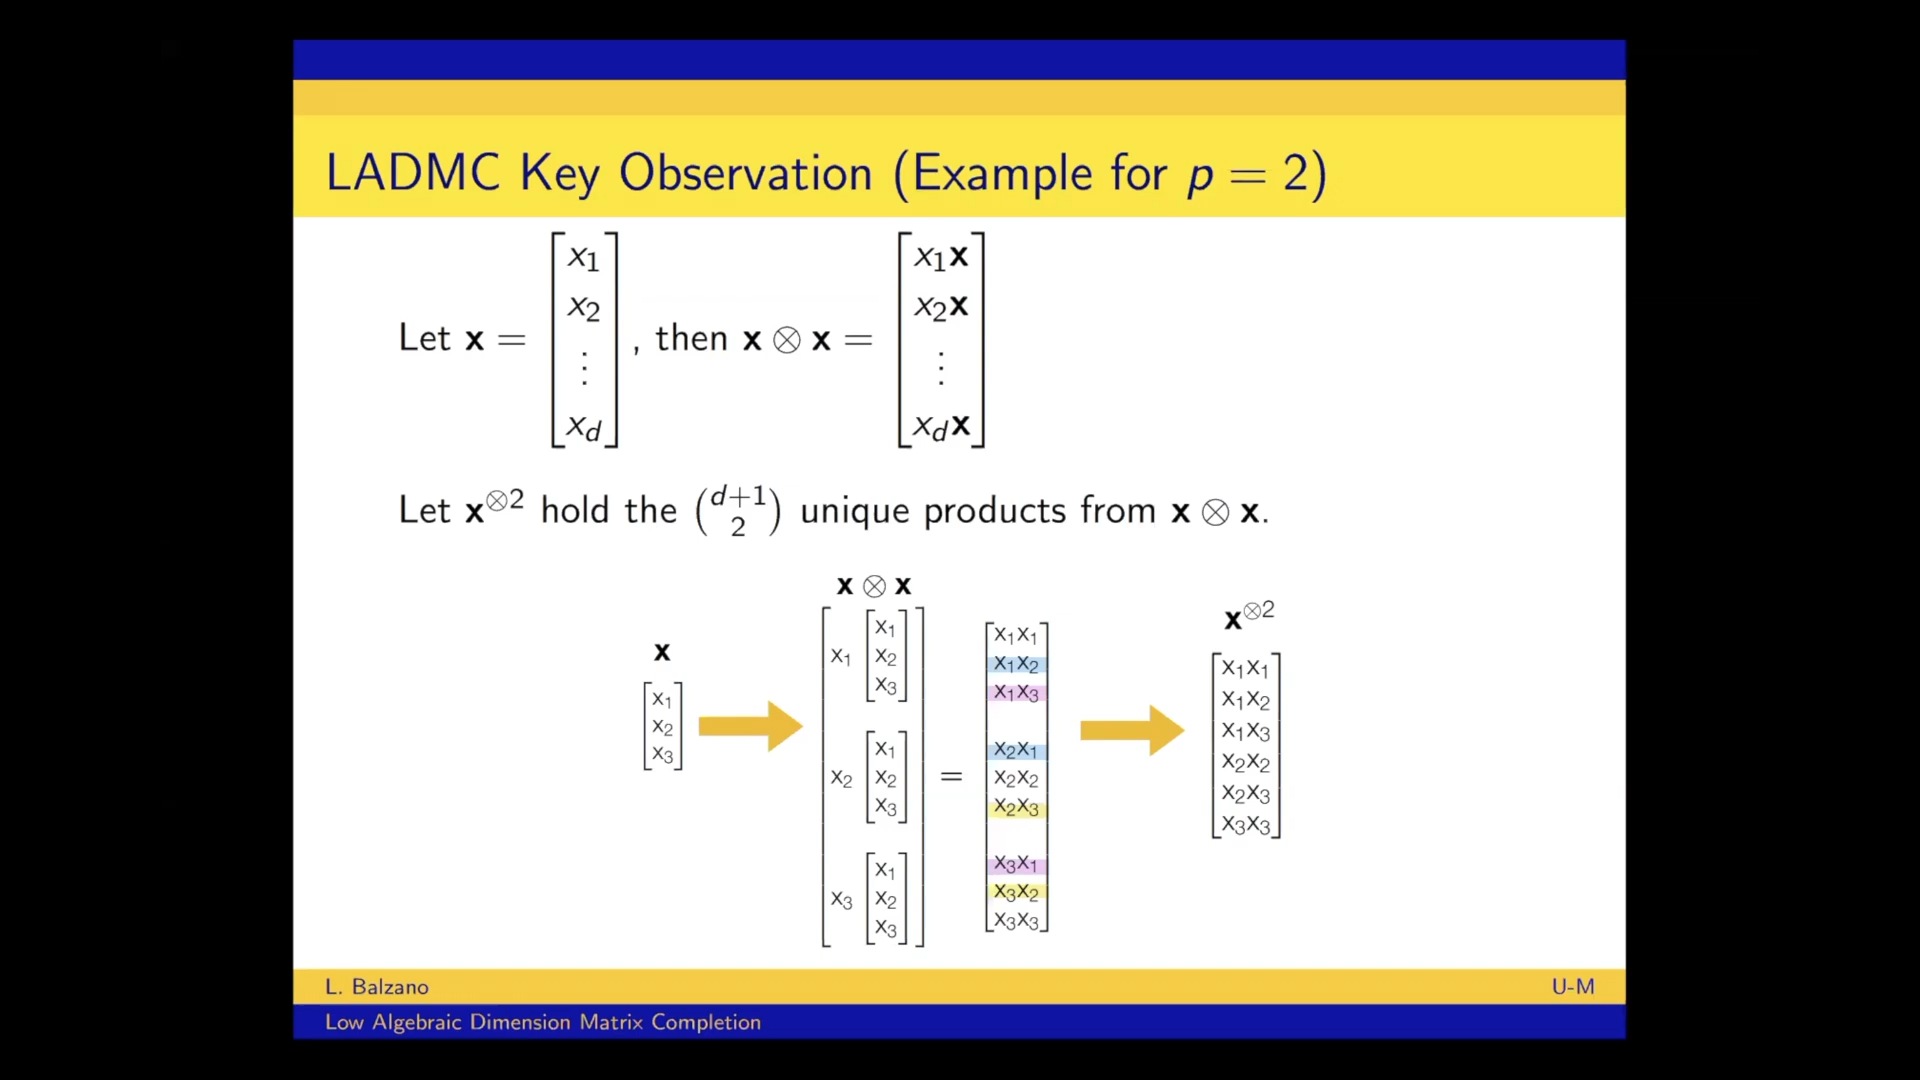 LADMC Key Observation (Example for p = 2)
Let x = [x₁ x₂ ⋮ x_d], then x ⊗ x = [x₁x x₂x ⋮ x_dx]
Let x^⊗2 hold the (d+1 2) unique products from x ⊗ x.
x
[x₁ x₂ x₃]
x ⊗ x
[x₁ [x₁ x₂ x₃]
x₂ [x₁ x₂ x₃]
x₃ [x₁ x₂ x₃]]
=
[x₁x₁
x₁x₂
x₁x₃
x₂x₁
x₂x₂
x₂x₃
x₃x₁
x₃x₂
x₃x₃]
x^⊗2
[x₁x₁
x₁x₂
x₁x₃
x₂x₂
x₂x₃
x₃x₃]
L. Balzano U-M
Low Algebraic Dimension Matrix Completion